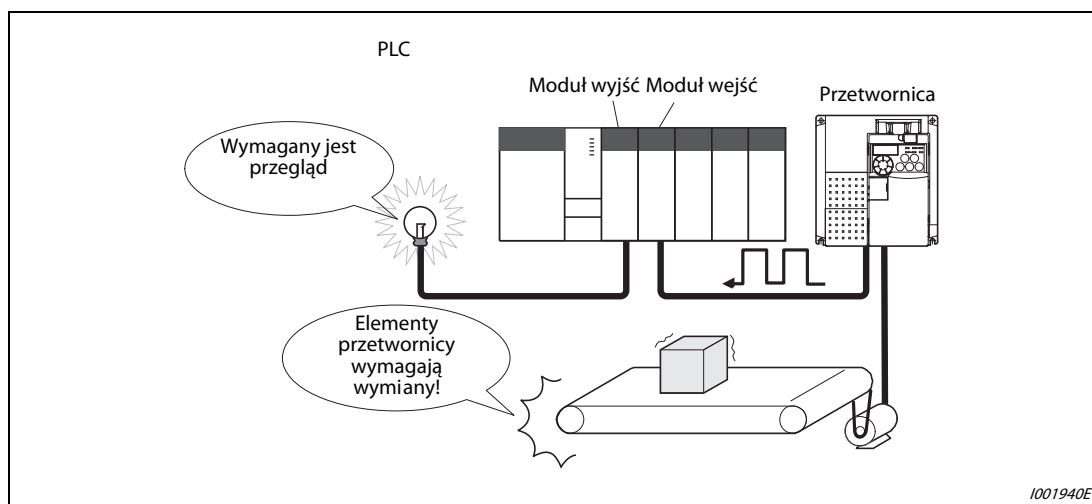 PLC
Moduł wyjść Moduł wejść
Przetwornica
Wymagany jest
przegląd
Elementy
przetwornicy
wymagają
wymiany!
I001940E